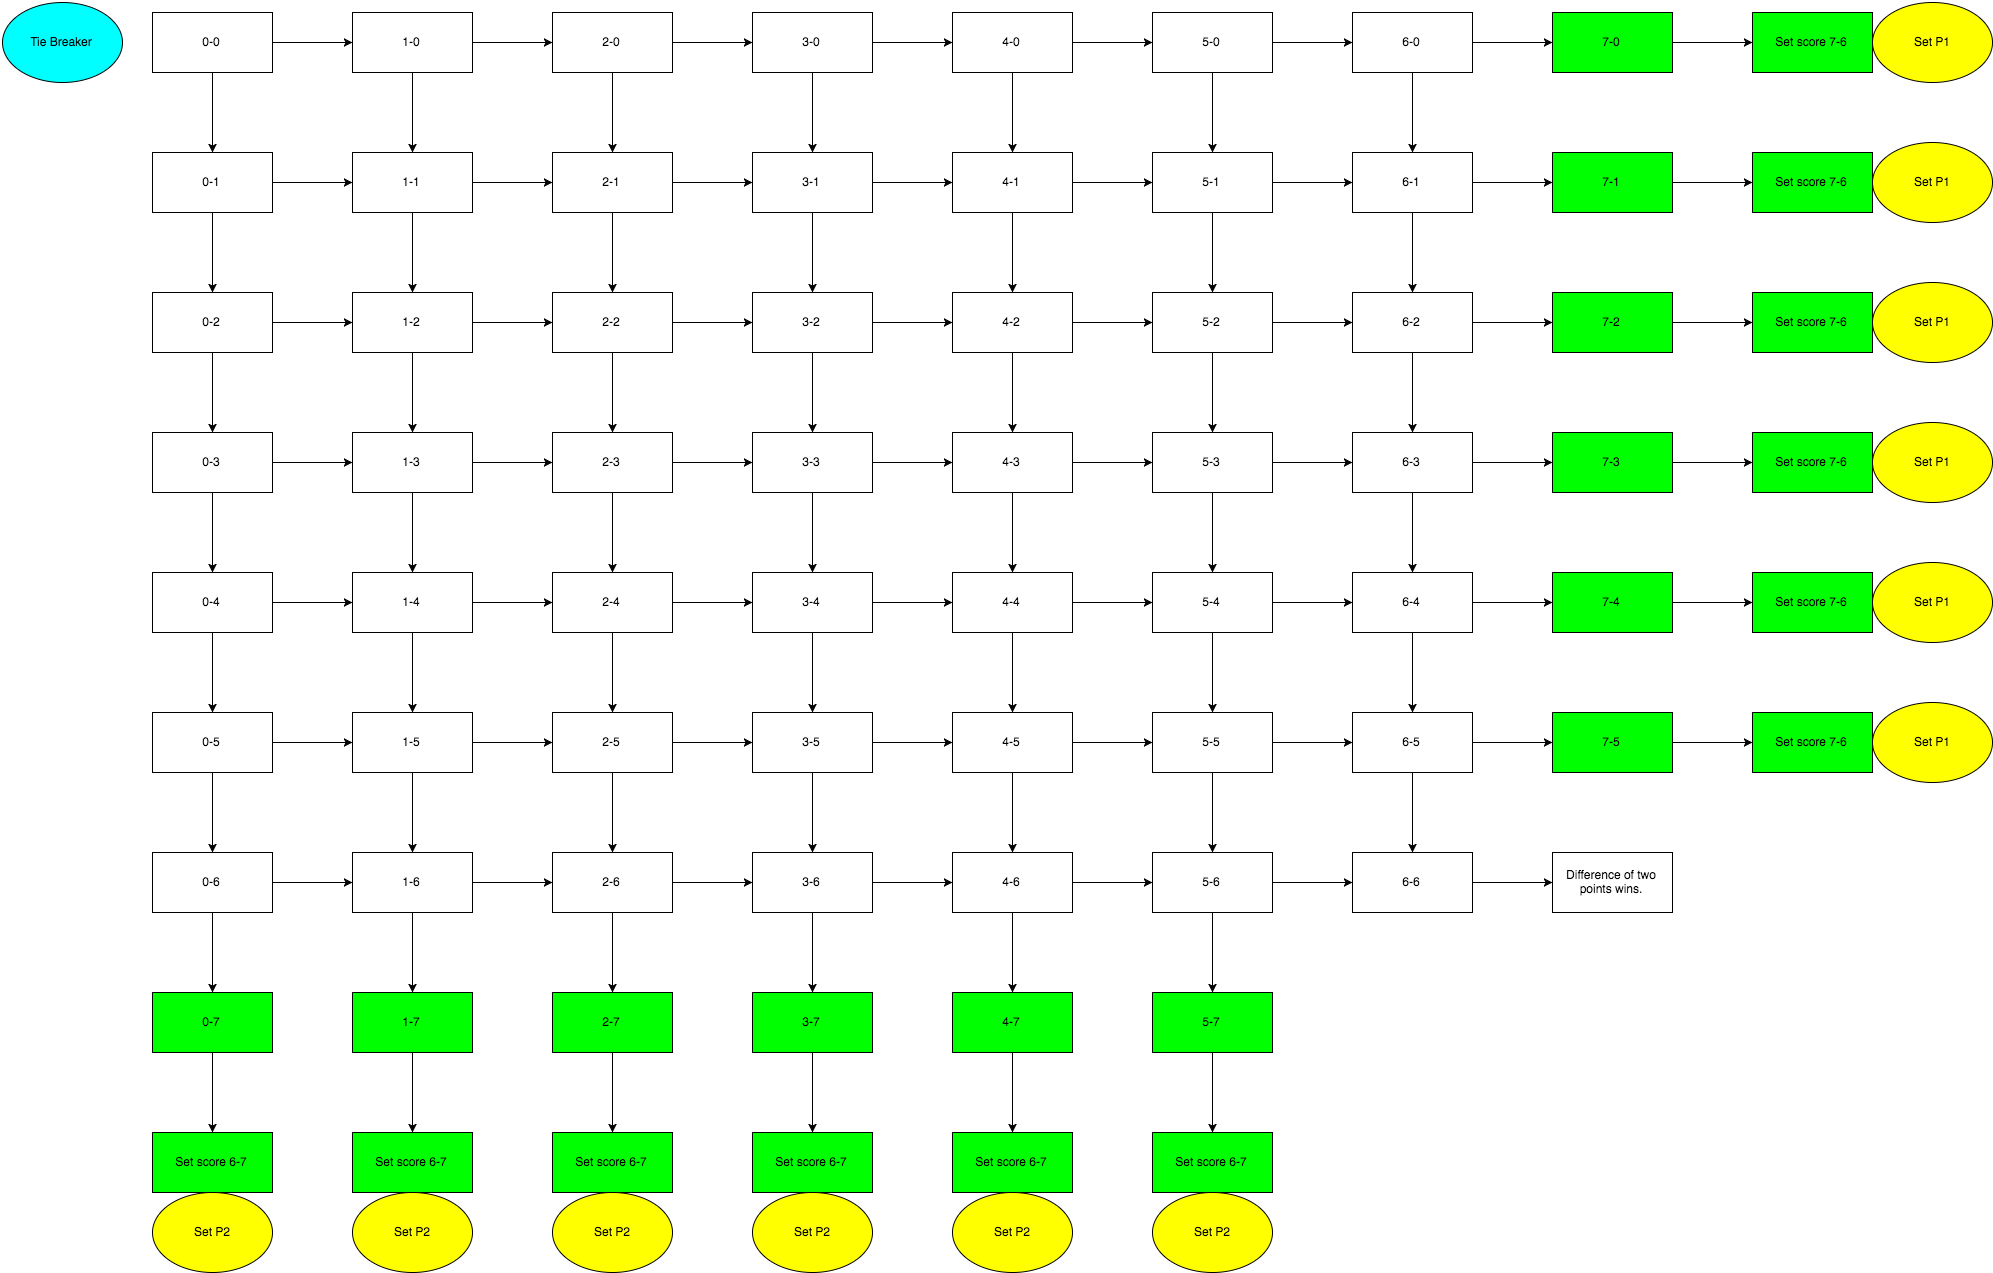 Tie Breaker
0-0
1-0
2-0
3-0
4-0
5-0
6-0
7-0
Set score 7-6
Set P1
0-1
1-1
2-1
3-1
4-1
5-1
6-1
7-1
Set score 7-6
Set P1
0-2
1-2
2-2
3-2
4-2
5-2
6-2
7-2
Set score 7-6
Set P1
0-3
1-3
2-3
3-3
4-3
5-3
6-3
7-3
Set score 7-6
Set P1
0-4
1-4
2-4
3-4
4-4
5-4
6-4
7-4
Set score 7-6
Set P1
0-5
1-5
2-5
3-5
4-5
5-5
6-5
7-5
Set score 7-6
Set P1
0-6
1-6
2-6
3-6
4-6
5-6
6-6
Difference of two
points wins.
0-7
1-7
2-7
3-7
4-7
5-7
Set score 6-7
Set score 6-7
Set score 6-7
Set score 6-7
Set score 6-7
Set score 6-7
Set P2
Set P2
Set P2
Set P2
Set P2
Set P2